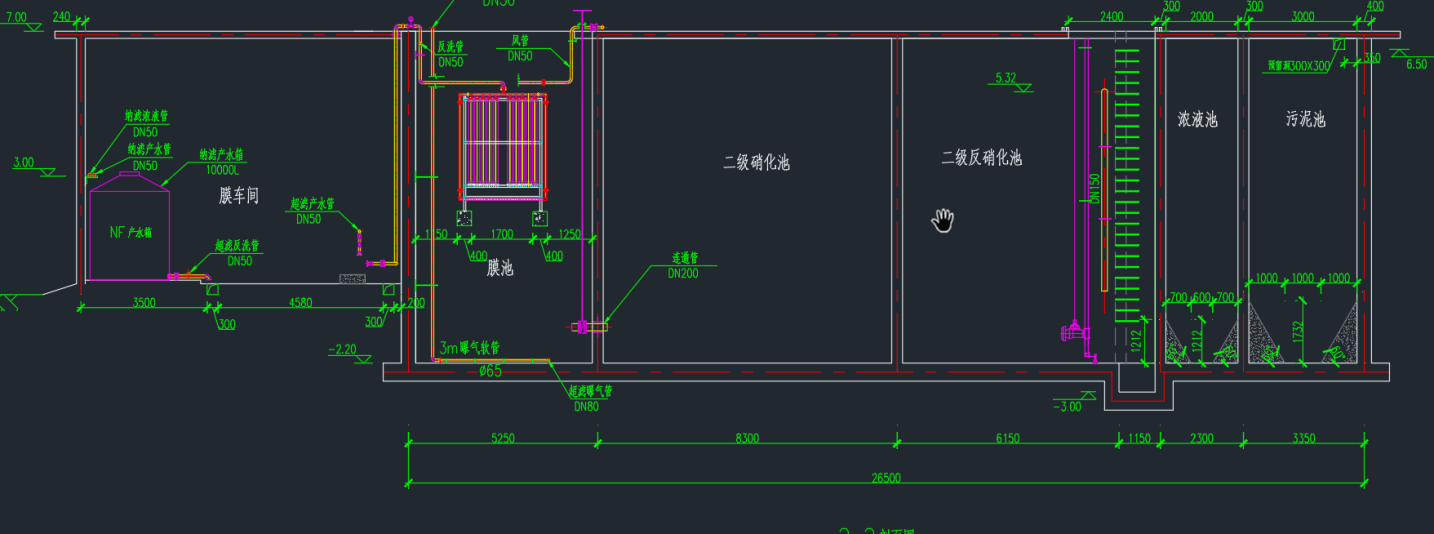 DN50
7.00
240
2400
300
2000
300
3000
400
反洗管
DN50
风管
DN50
预留洞300X300
350
6.50
5.32
纳滤浓液管
DN50
纳滤产水管
DN50
纳滤产水箱
10000L
3.00
膜车间
二级硝化池
二级反硝化池
浓液池
污泥池
DN150
超滤产水管
DN50
NF 产水箱
超滤反洗管
DN50
1150
1700
1250
400
400
膜池
连通管
DN200
3500
4580
200
300
300
700
600
700
1000
1000
1000
1212
1212
1732
60°
60°
60°
-2.20
3m曝气软管
ø65
超滤曝气管
DN80
-3.00
5250
8300
6150
1150
2300
3350
26500